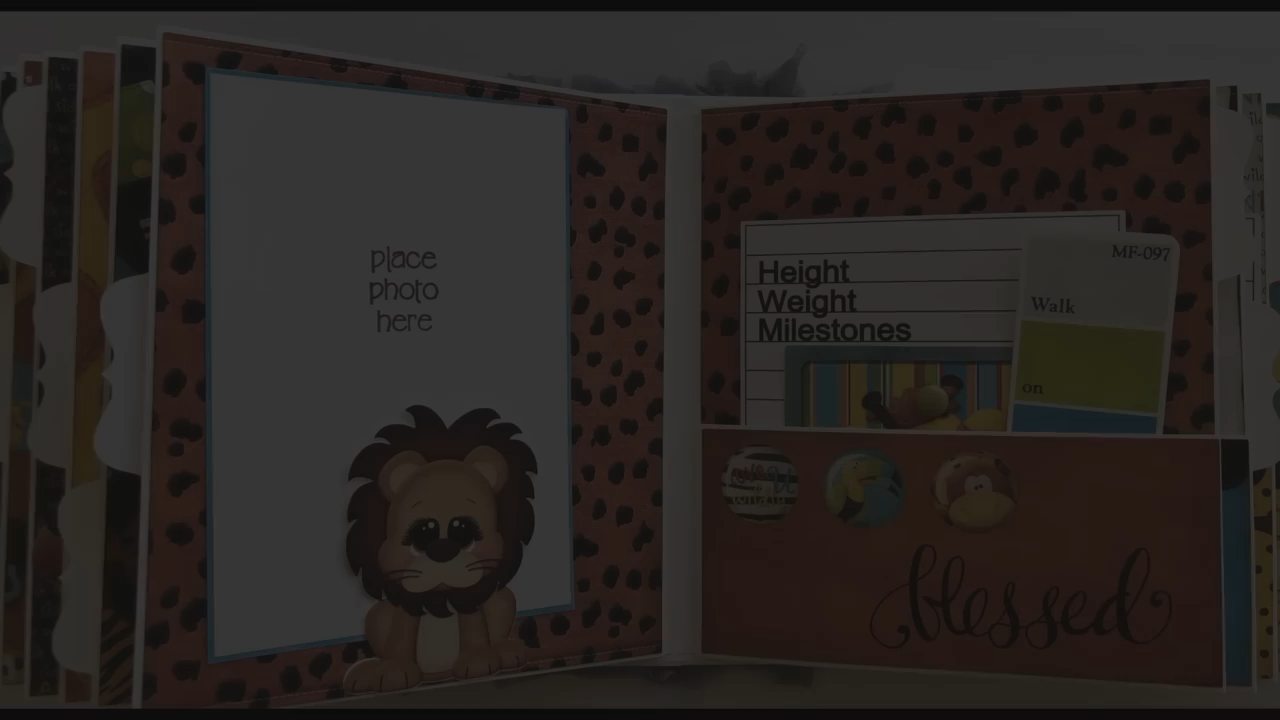 place
photo
here
Height
Weight
Milestones
MF-097
Walk
on
blessed